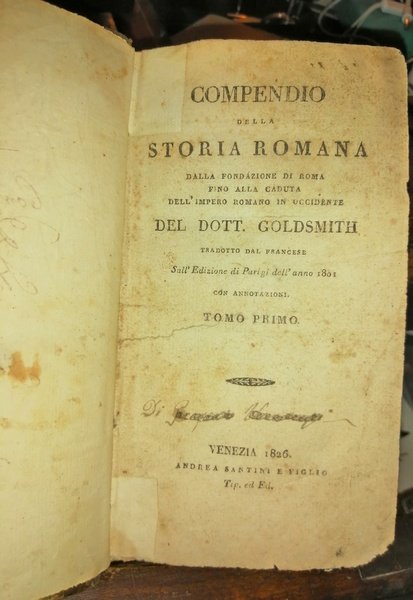 COMPENDIO
DELLA
STORIA ROMANA
DALLA FONDAZIONE DI ROMA
FINO ALLA CADUTA
DELL'IMPERO ROMANO IN OCCIDENTE
DEL DOTT. GOLDSMITH
TRADOTTO DAL FRANCESE
Sull'Edizione di Parigi dell'anno 1801
CON ANNOTAZIONI.
TOMO PRIMO.
Di
VENEZIA 1826.
ANDREA SANTINI E FIGLIO
Tip. ed Ed.